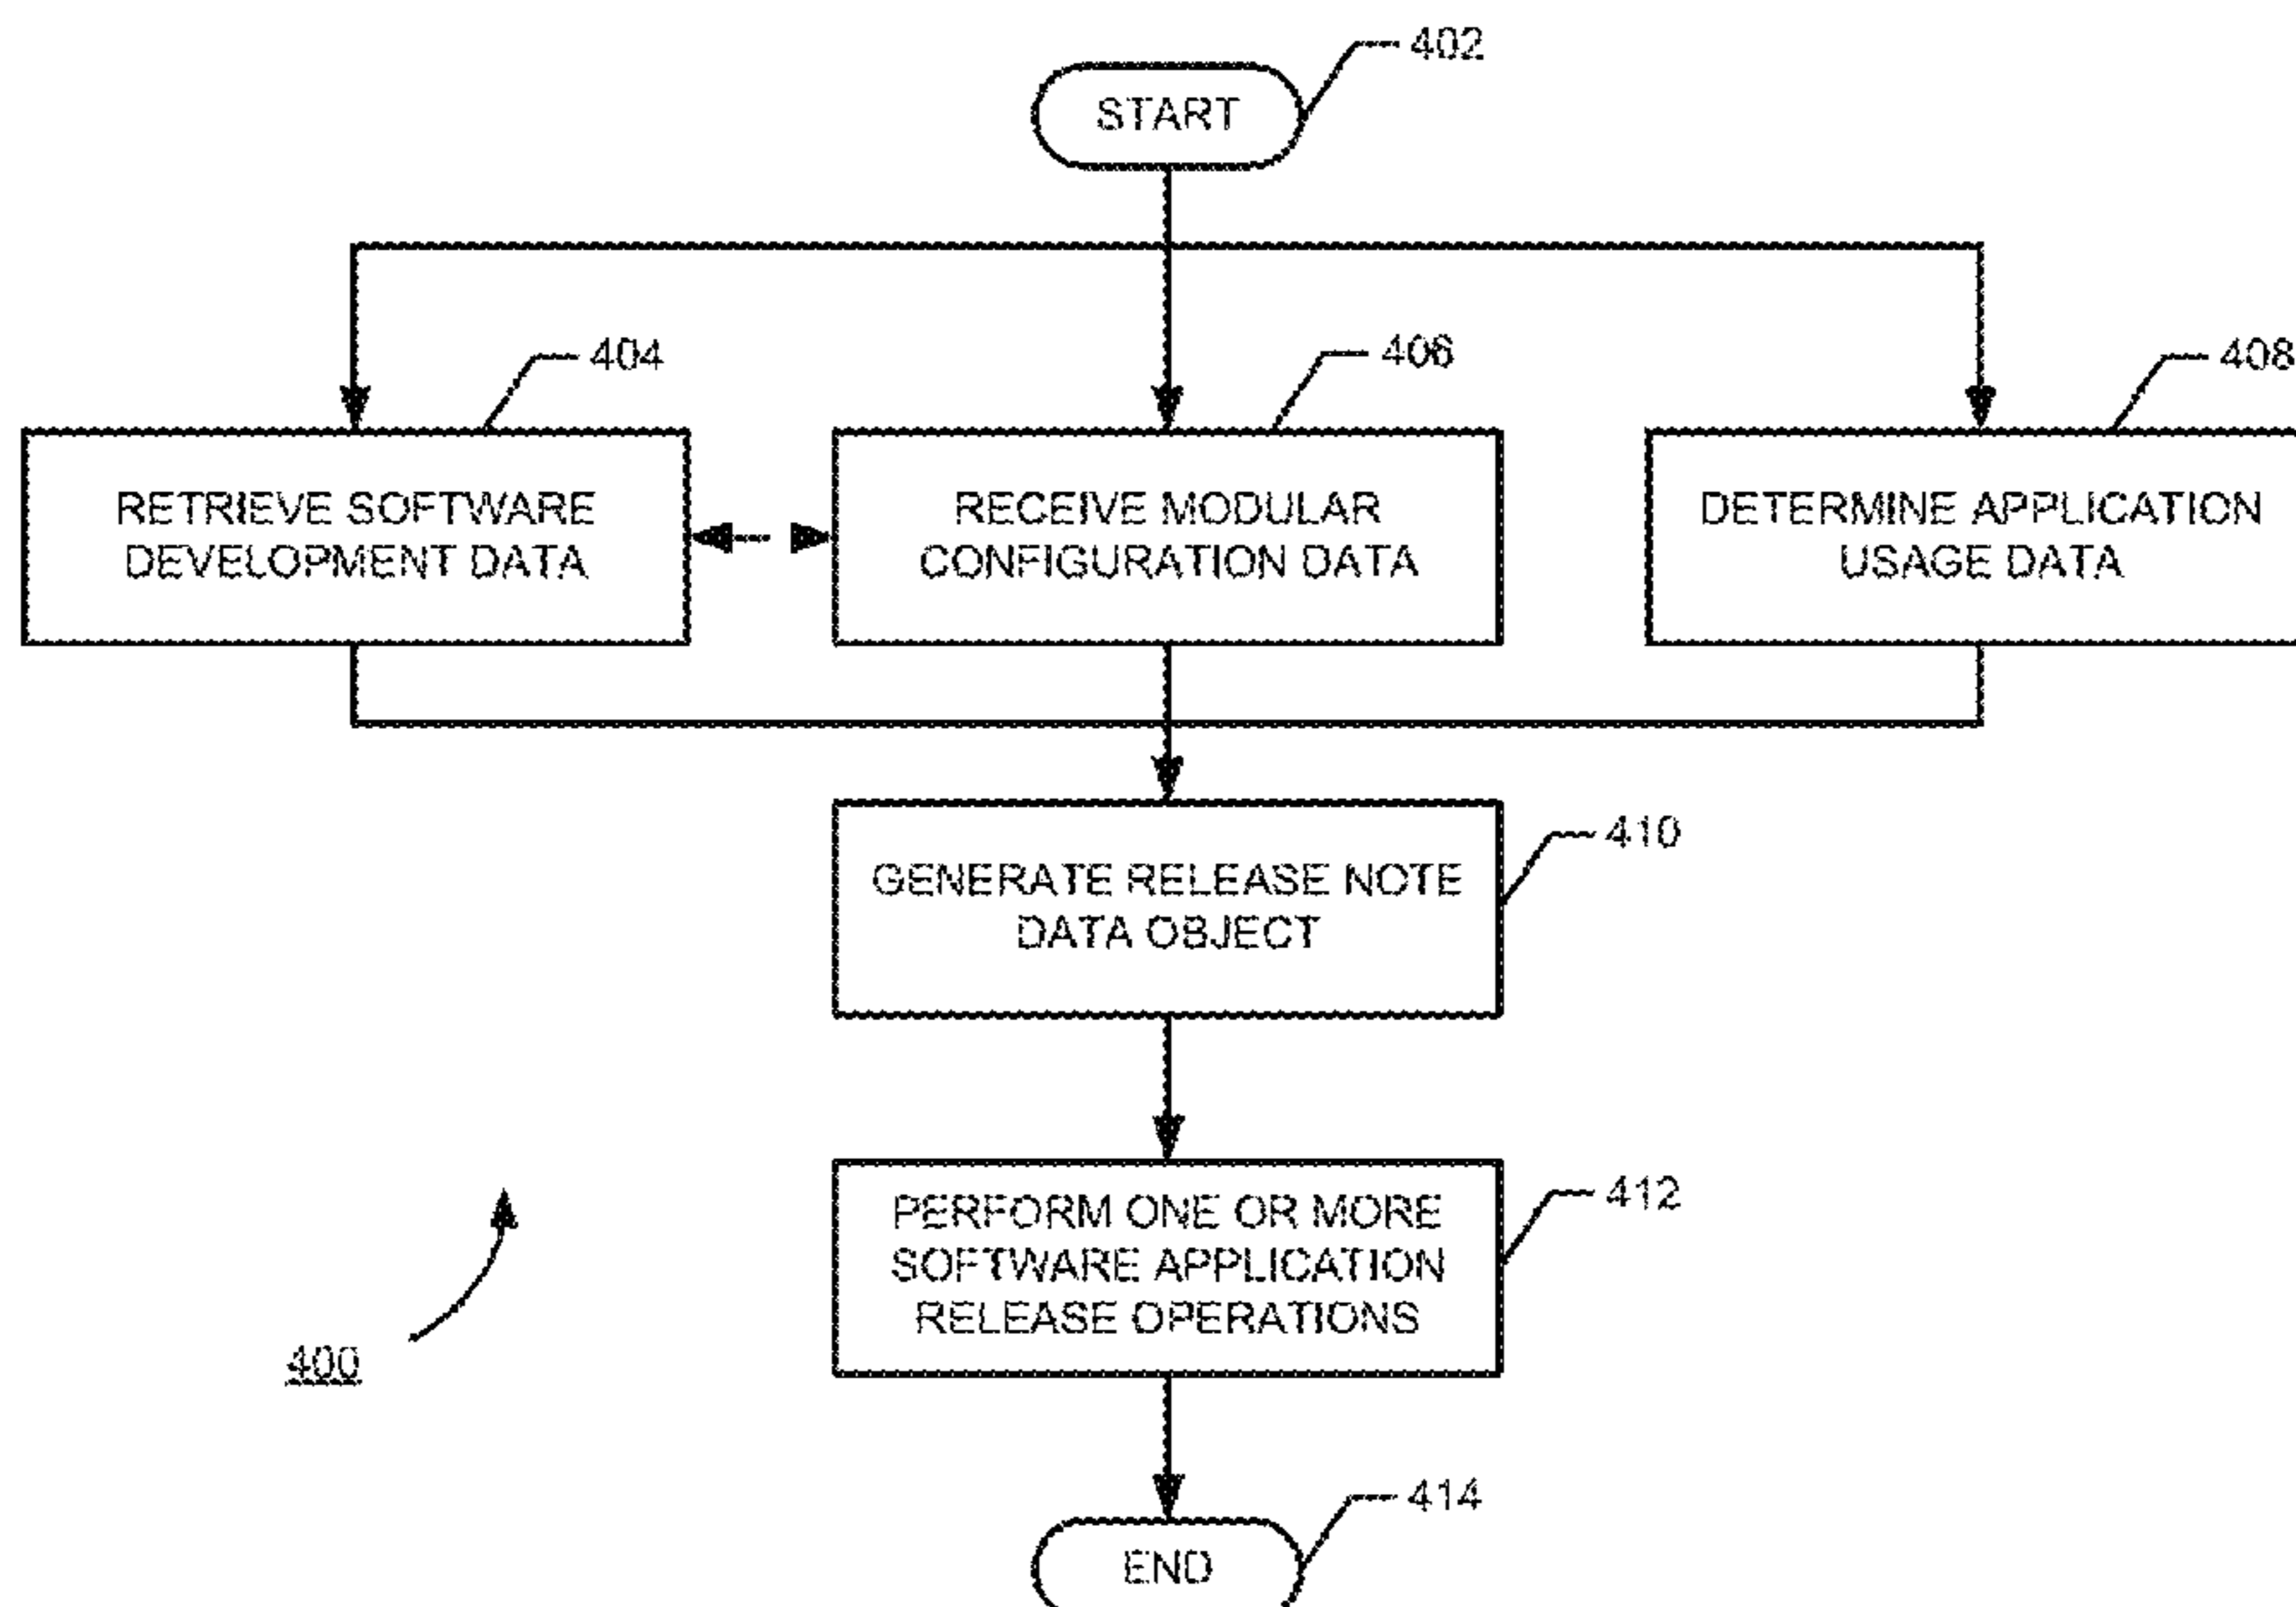 402
START
404
406
408
RETRIEVE SOFTWARE
DEVELOPMENT DATA
RECEIVE MODULAR
CONFIGURATION DATA
DETERMINE APPLICATION
USAGE DATA
410
GENERATE RELEASE NOTE
DATA OBJECT
412
PERFORM ONE OR MORE
SOFTWARE APPLICATION
RELEASE OPERATIONS
400
414
END